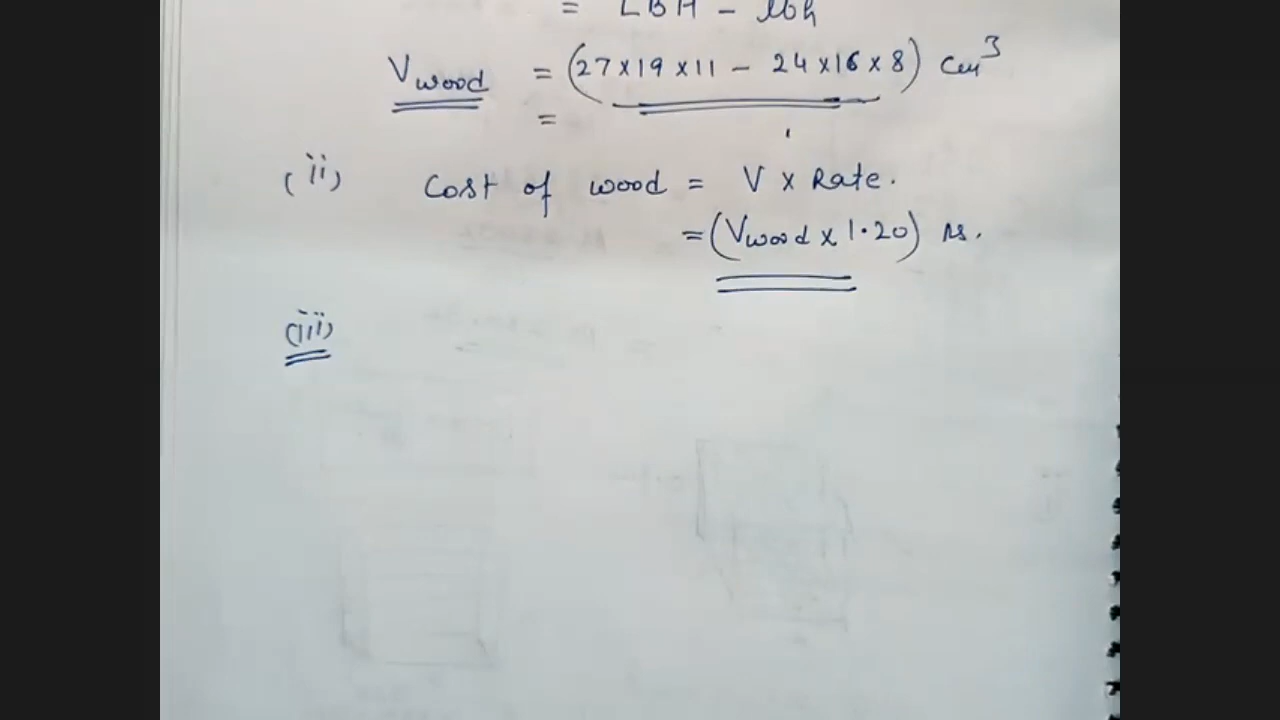 = LBH - lbh
Vwood = (27×19×11 - 24×16×8) cm³
=
(ii) Cost of wood = V × Rate.
= (Vwood × 1.20) rs.
(iii)